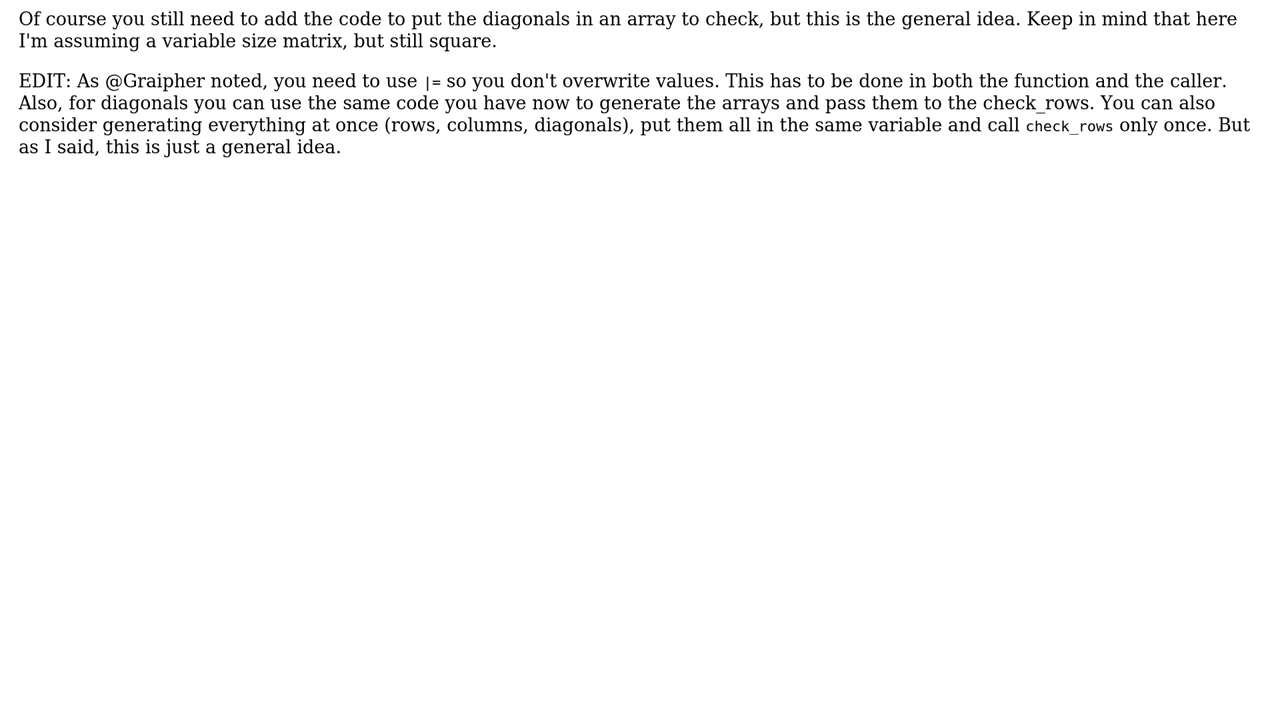 Of course you still need to add the code to put the diagonals in an array to check, but this is the general idea. Keep in mind that here
I'm assuming a variable size matrix, but still square.
EDIT: As @Graipher noted, you need to use |= so you don't overwrite values. This has to be done in both the function and the caller.
Also, for diagonals you can use the same code you have now to generate the arrays and pass them to the check_rows. You can also
consider generating everything at once (rows, columns, diagonals), put them all in the same variable and call check_rows only once. But
as I said, this is just a general idea.